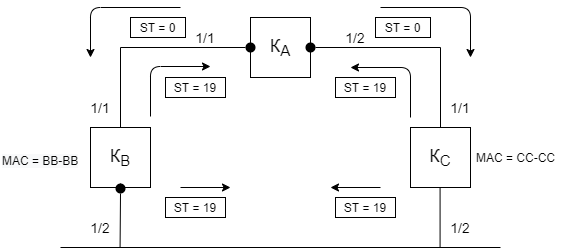 ST = 0
ST = 0
1/1
KA
1/2
ST = 19
ST = 19
1/1
1/1
MAC = BB-BB
KB
KC
MAC = CC-CC
ST = 19
ST = 19
1/2
1/2